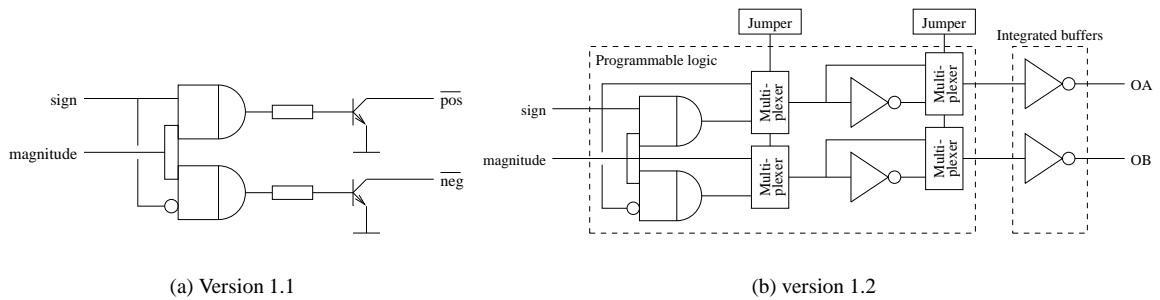 sign
magnitude
pos
neg
(a) Version 1.1
Jumper
Jumper
Integrated buffers
Programmable logic
Multi-
plexer
Multi-
plexer
Multi-
plexer
Multi-
plexer
sign
magnitude
OA
OB
(b) version 1.2